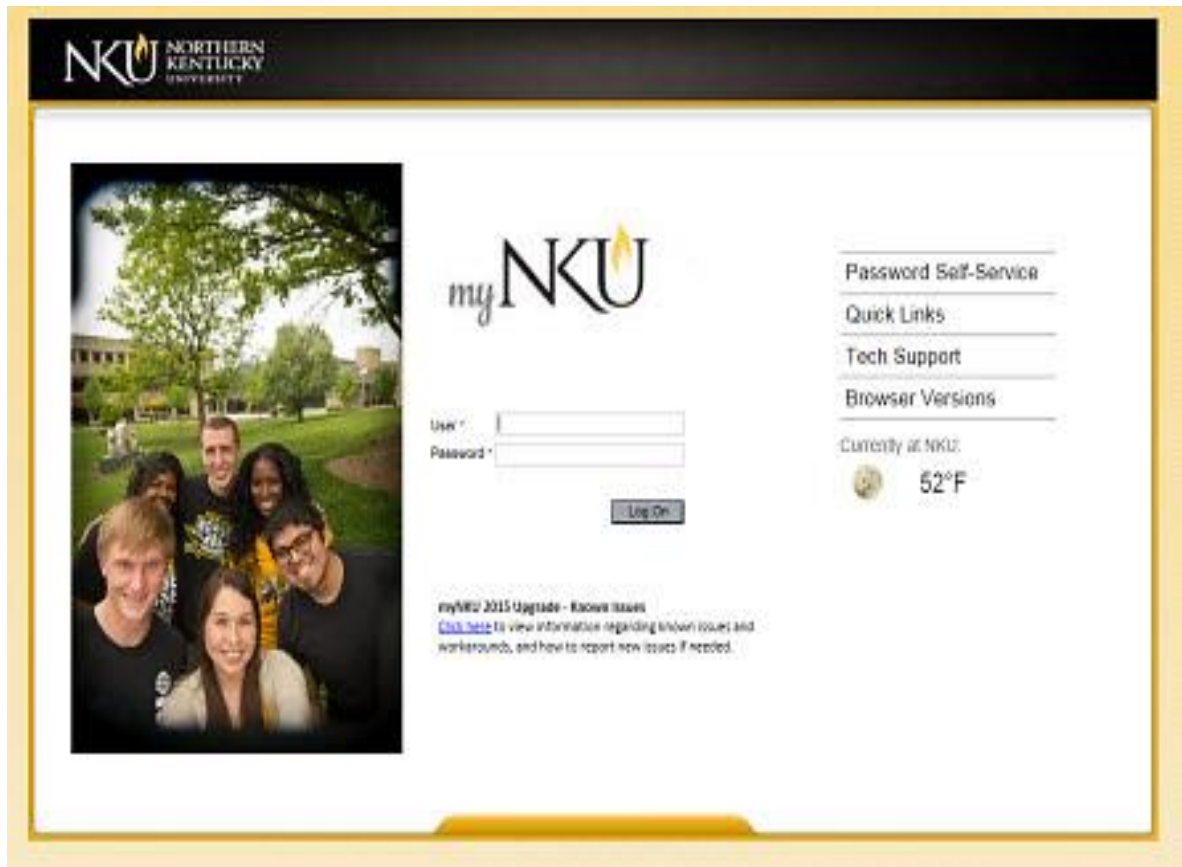 NKU NORTHERN
KENTUCKY
UNIVERSITY
myNKU
User *
Password *
Log On
myNKU 2015 Upgrade - Known Issues
Click here to view information regarding known issues and
workarounds, and how to report new issues if needed.
Password Self-Service
Quick Links
Tech Support
Browser Versions
Currently at NKU:
52°F